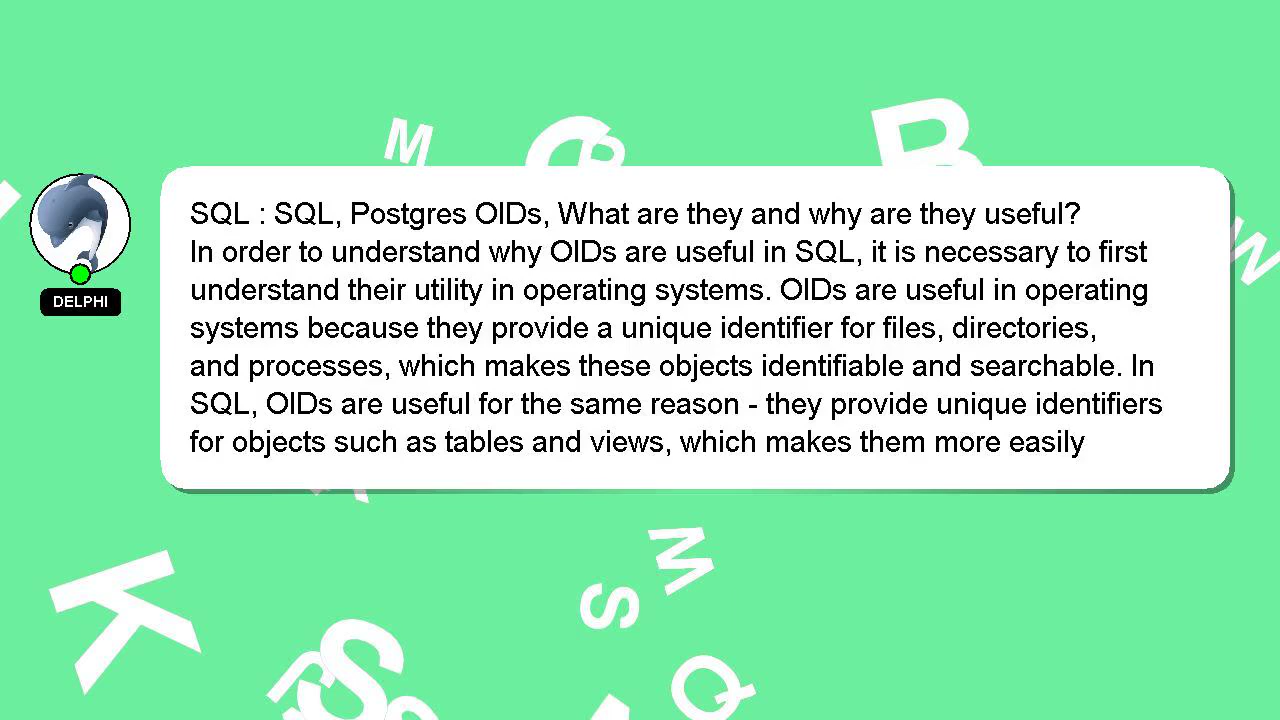 M
B
W
DELPHI
SQL : SQL, Postgres OIDs, What are they and why are they useful?
In order to understand why OIDs are useful in SQL, it is necessary to first
understand their utility in operating systems. OIDs are useful in operating
systems because they provide a unique identifier for files, directories,
and processes, which makes these objects identifiable and searchable. In
SQL, OIDs are useful for the same reason - they provide unique identifiers
for objects such as tables and views, which makes them more easily
M
S
K
S
Q